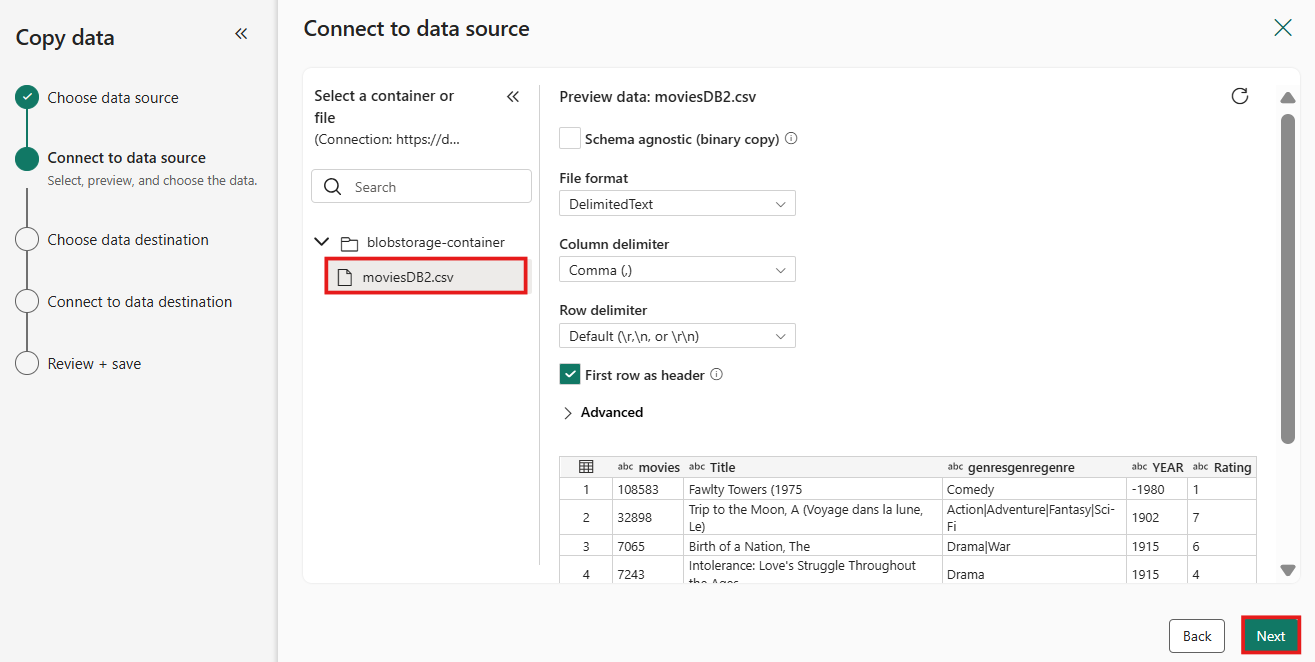 Copy data
Choose data source
Connect to data source
Select, preview, and choose the data.
Choose data destination
Connect to data destination
Review + save
Connect to data source
Select a container or
file
(Connection: https://d...
Search
blobstorage-container
moviesDB2.csv
Preview data: moviesDB2.csv
Schema agnostic (binary copy)
File format
DelimitedText
Column delimiter
Comma (,)
Row delimiter
Default (\r,\n, or \r\n)
First row as header
Advanced
abc movies abc Title abc genresgenregenre abc YEAR abc Rating
1 108583 Fawlty Towers (1975 Comedy -1980 1
2 32898 Trip to the Moon, A (Voyage dans la lune, Action|Adventure|Fantasy|Sci- 1902 7
Le) Fi
3 7065 Birth of a Nation, The Drama|War 1915 6
4 7243 Intolerance: Love's Struggle Throughout Drama 1915 4
the Ages
Back
Next